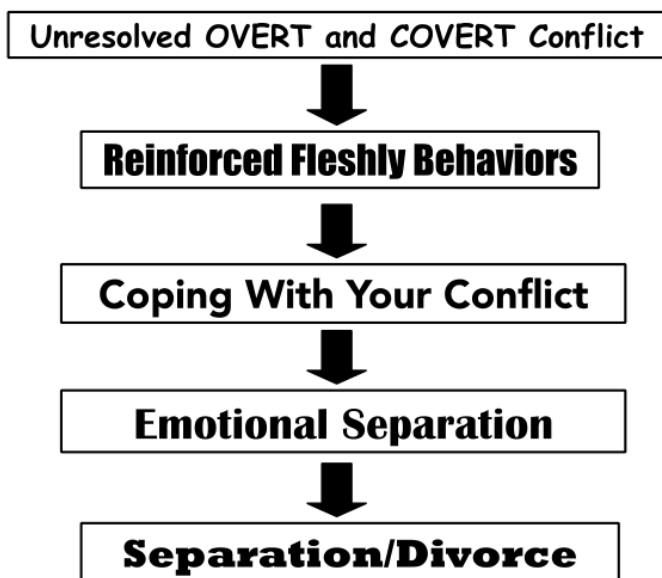 Unresolved OVERT and COVERT Conflict
Reinforced Fleshly Behaviors
Coping With Your Conflict
Emotional Separation
Separation/Divorce